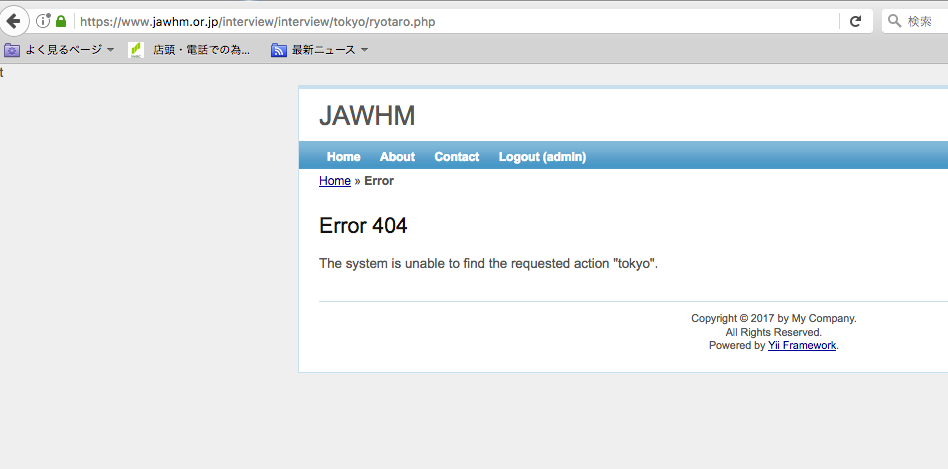 https://www.jawhm.or.jp/interview/interview/tokyo/ryotaro.php
検索
よく見るページ 店頭・電話での為... 最新ニュース
t
JAWHM
Home About Contact Logout (admin)
Home » Error
Error 404
The system is unable to find the requested action "tokyo".
Copyright © 2017 by My Company.
All Rights Reserved.
Powered by Yii Framework.